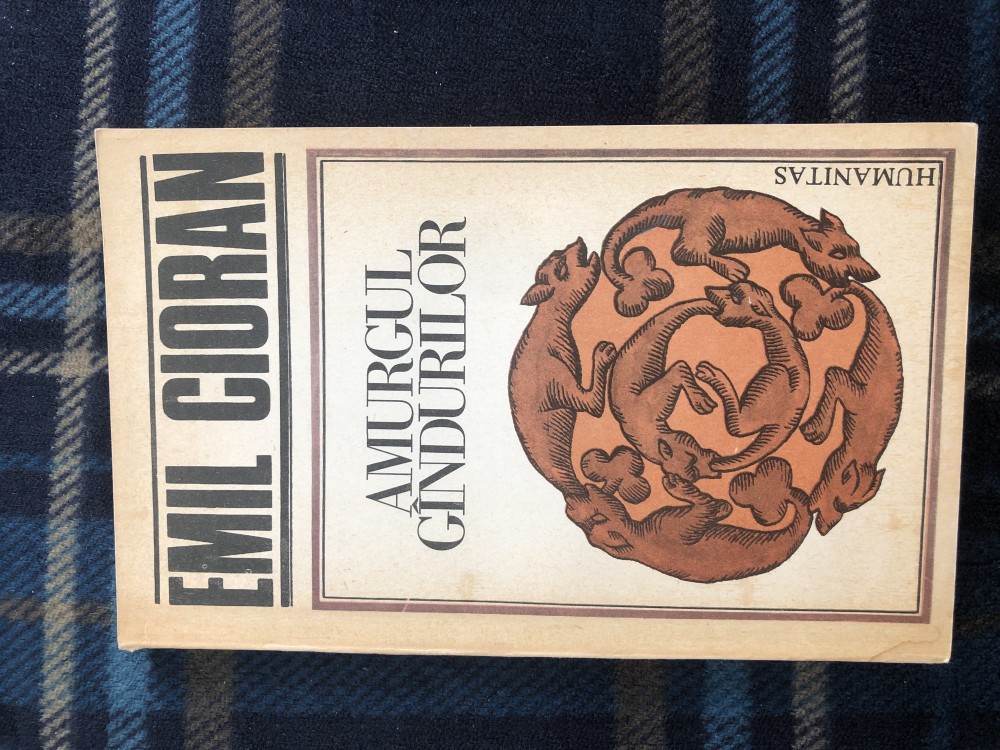 EMIL CIORAN
AMURGUL
GÎNDURILOR
HUMANITAS